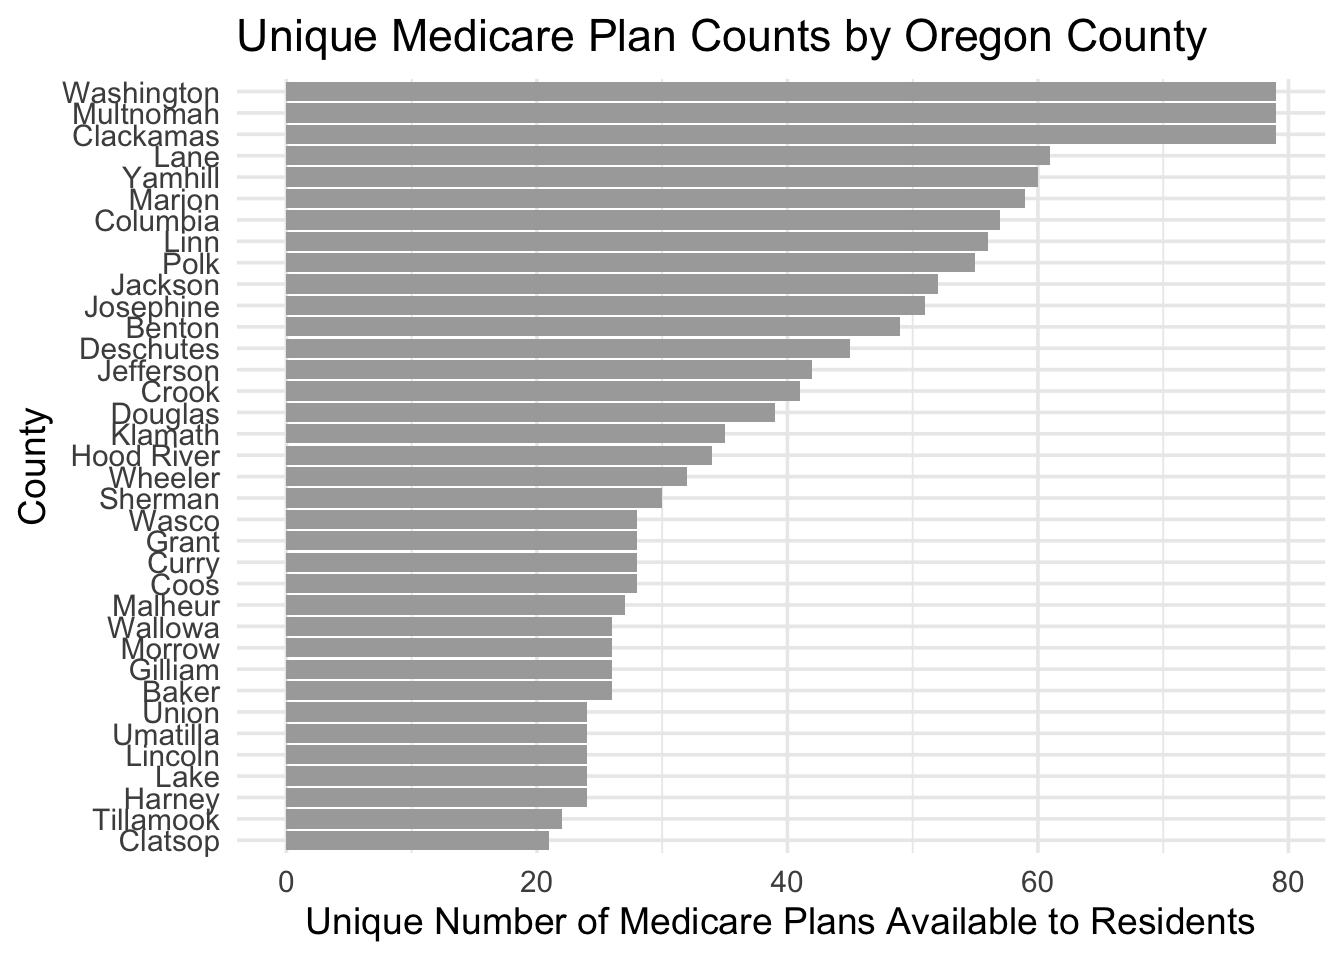 Unique Medicare Plan Counts by Oregon County
County
Washington
Multnomah
Clackamas
Lane
Yamhill
Marion
Columbia
Linn
Polk
Jackson
Josephine
Benton
Deschutes
Jefferson
Crook
Douglas
Klamath
Hood River
Wheeler
Sherman
Wasco
Grant
Curry
Coos
Malheur
Wallowa
Morrow
Gilliam
Baker
Union
Umatilla
Lincoln
Lake
Harney
Tillamook
Clatsop
0 20 40 60 80
Unique Number of Medicare Plans Available to Residents